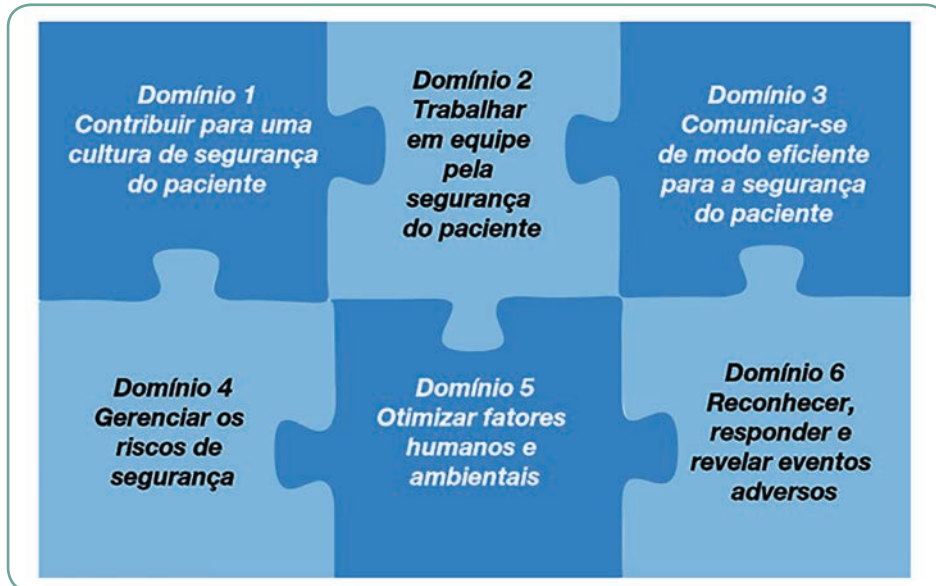 Domínio 1
Contribuir para uma
cultura de segurança
do paciente
Domínio 2
Trabalhar
em equipe
pela
segurança
do paciente
Domínio 3
Comunicar-se
de modo eficiente
para a segurança
do paciente
Domínio 4
Gerenciar os
riscos de
segurança
Domínio 5
Otimizar fatores
humanos e
ambientais
Domínio 6
Reconhecer,
responder e
revelar eventos
adversos